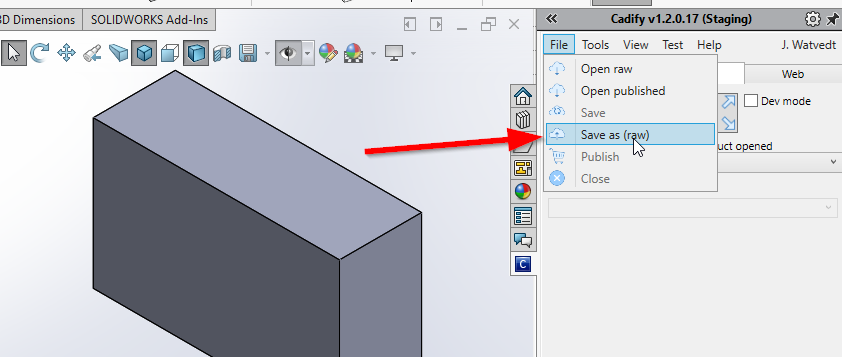 3D Dimensions
SOLIDWORKS Add-Ins
Cadify v1.2.0.17 (Staging)
File Tools View Test Help J. Watvedt
Open raw
Open published
Save
Save as (raw)
Publish
Close
Web
Dev mode
uct opened
C